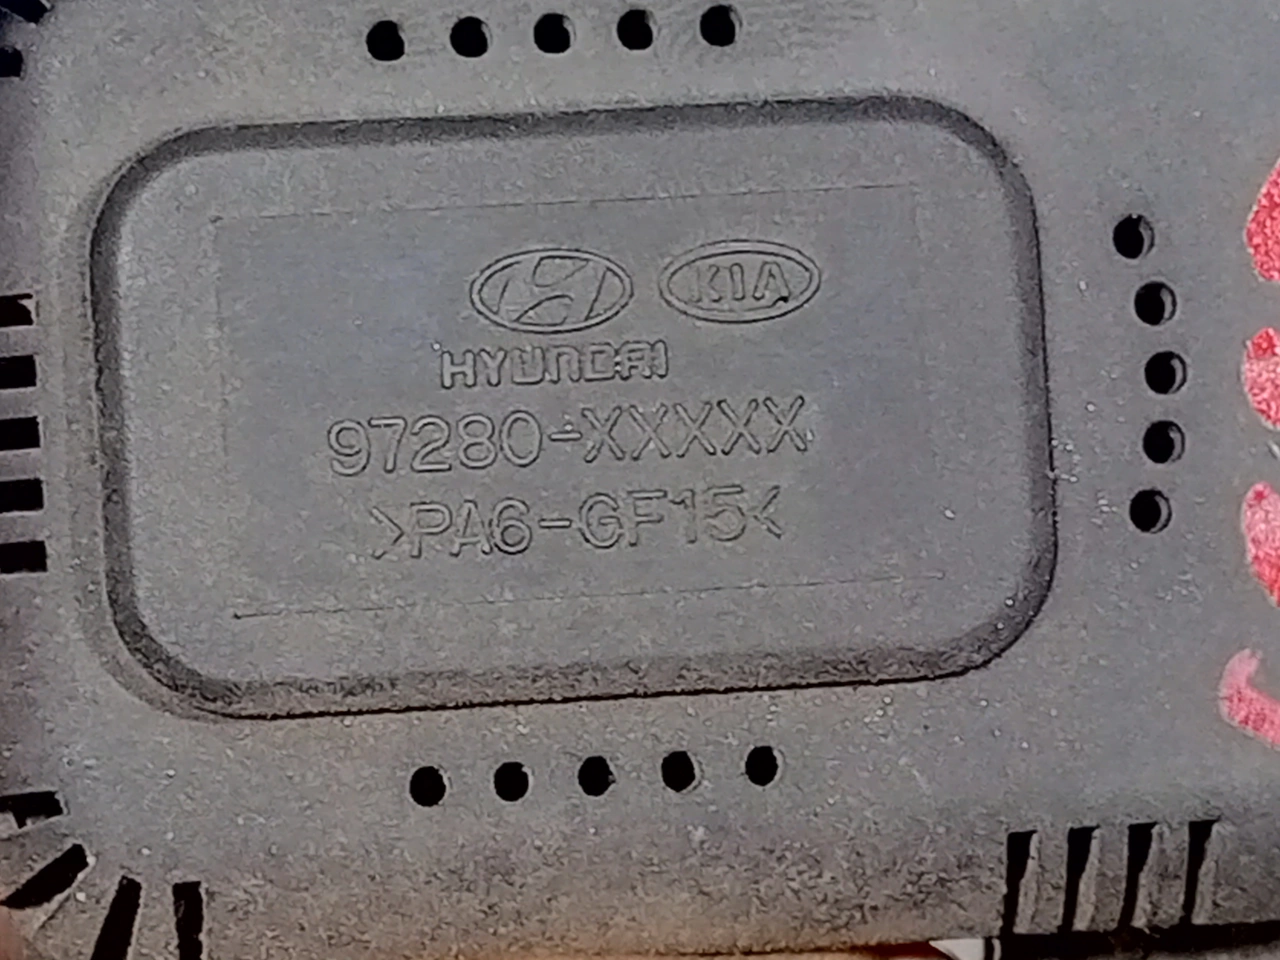 KIA
HYUNDAI
97280-XXXXX
>PA6-GF15<